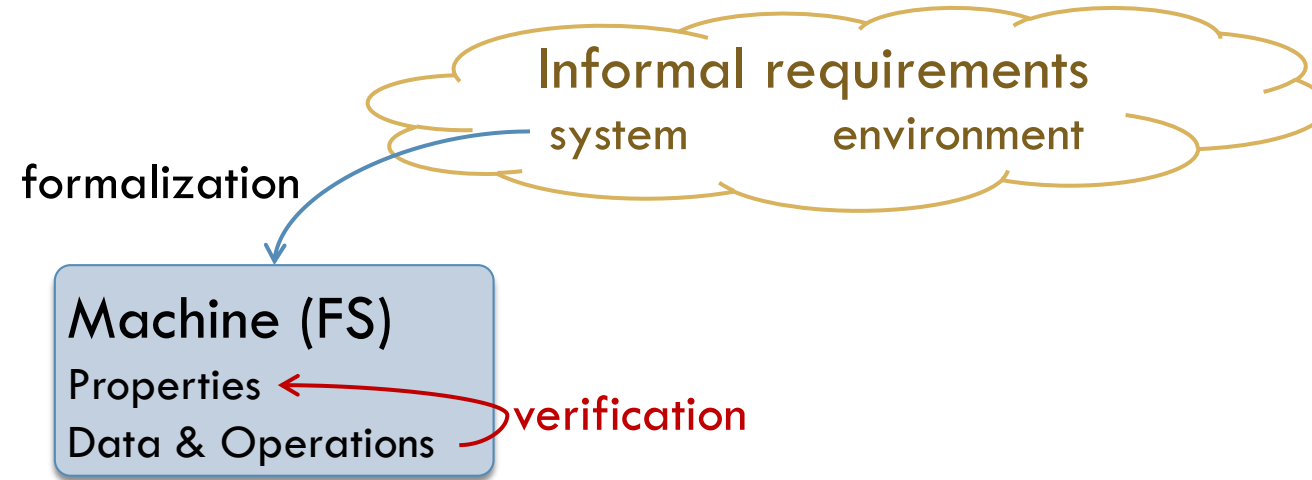 Informal requirements
system environment
formalization
Machine (FS)
Properties
Data & Operations
verification